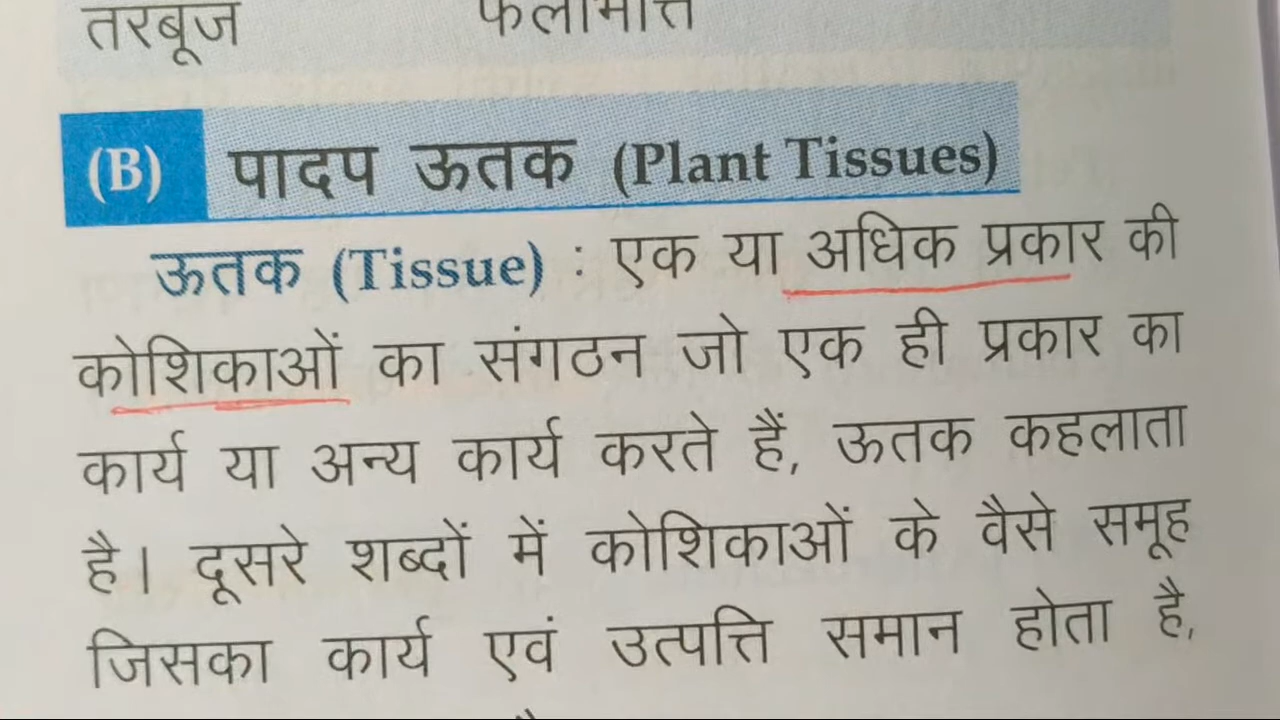 तरबूज
(B) पादप ऊतक (Plant Tissues)
ऊतक (Tissue) : एक या अधिक प्रकार की
कोशिकाओं का संगठन जो एक ही प्रकार का
कार्य या अन्य कार्य करते हैं, ऊतक कहलाता
है। दूसरे शब्दों में कोशिकाओं के वैसे समूह
जिसका कार्य एवं उत्पत्ति समान होता है,